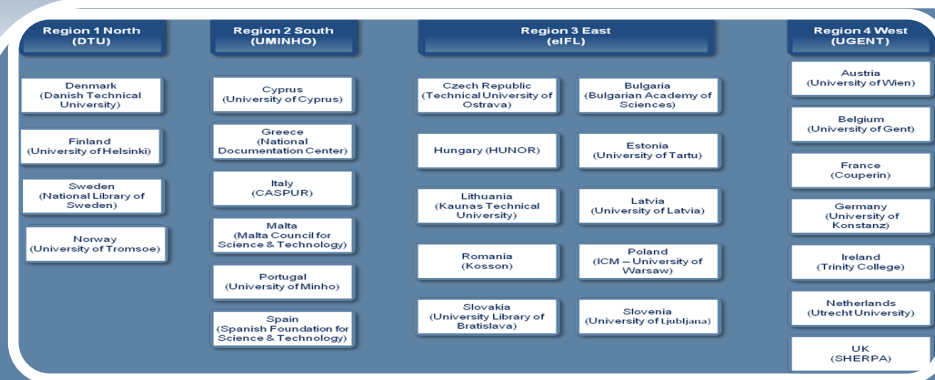 Region 1 North
(DTU)
Denmark
(Danish Technical
University)
Finland
(University of Helsinki)
Sweden
(National Library of
Sweden)
Norway
(University of Tromsoe)
Region 2 South
(UMINHO)
Cyprus
(University of Cyprus)
Greece
(National
Documentation Center)
Italy
(CASPUR)
Malta
(Malta Council for
Science & Technology)
Portugal
(University of Minho)
Spain
(Spanish Foundation for
Science & Technology)
Region 3 East
(eIFL)
Czech Republic
(Technical University of
Ostrava)
Hungary (HUNOR)
Lithuania
(Kaunas Technical
University)
Romania
(Kosson)
Slovakia
(University Library of
Bratislava)
Bulgaria
(Bulgarian Academy of
Sciences)
Estonia
(University of Tartu)
Latvia
(University of Latvia)
Poland
(ICM – University of
Warsaw)
Slovenia
(University of Ljubljana)
Region 4 West
(UGENT)
Austria
(University of Wien)
Belgium
(University of Gent)
France
(Couperin)
Germany
(University of
Konstanz)
Ireland
(Trinity College)
Netherlands
(Utrecht University)
UK
(SHERPA)